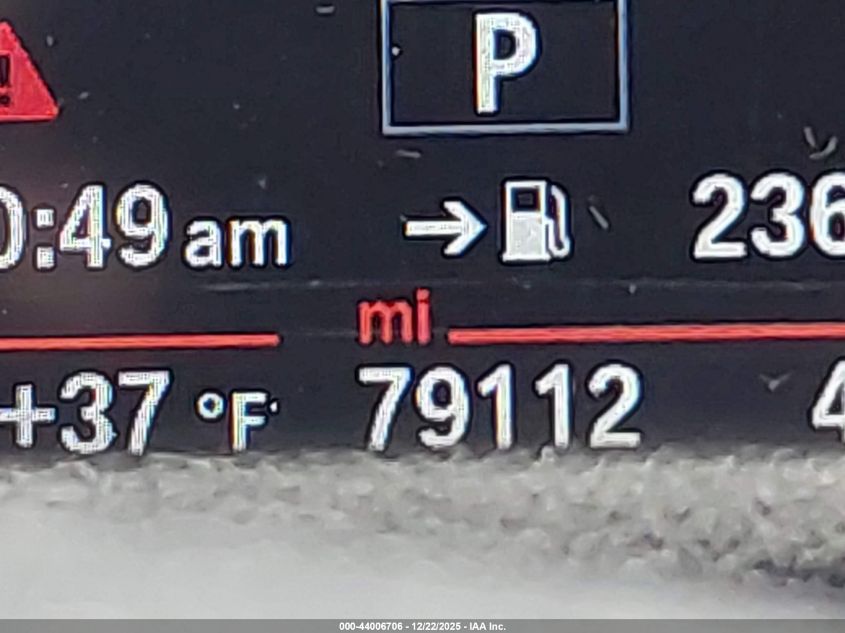 P
0:49 am
236
mi
+37 °F
79112
4
000-44006706 - 12/22/2025 - IAA Inc.